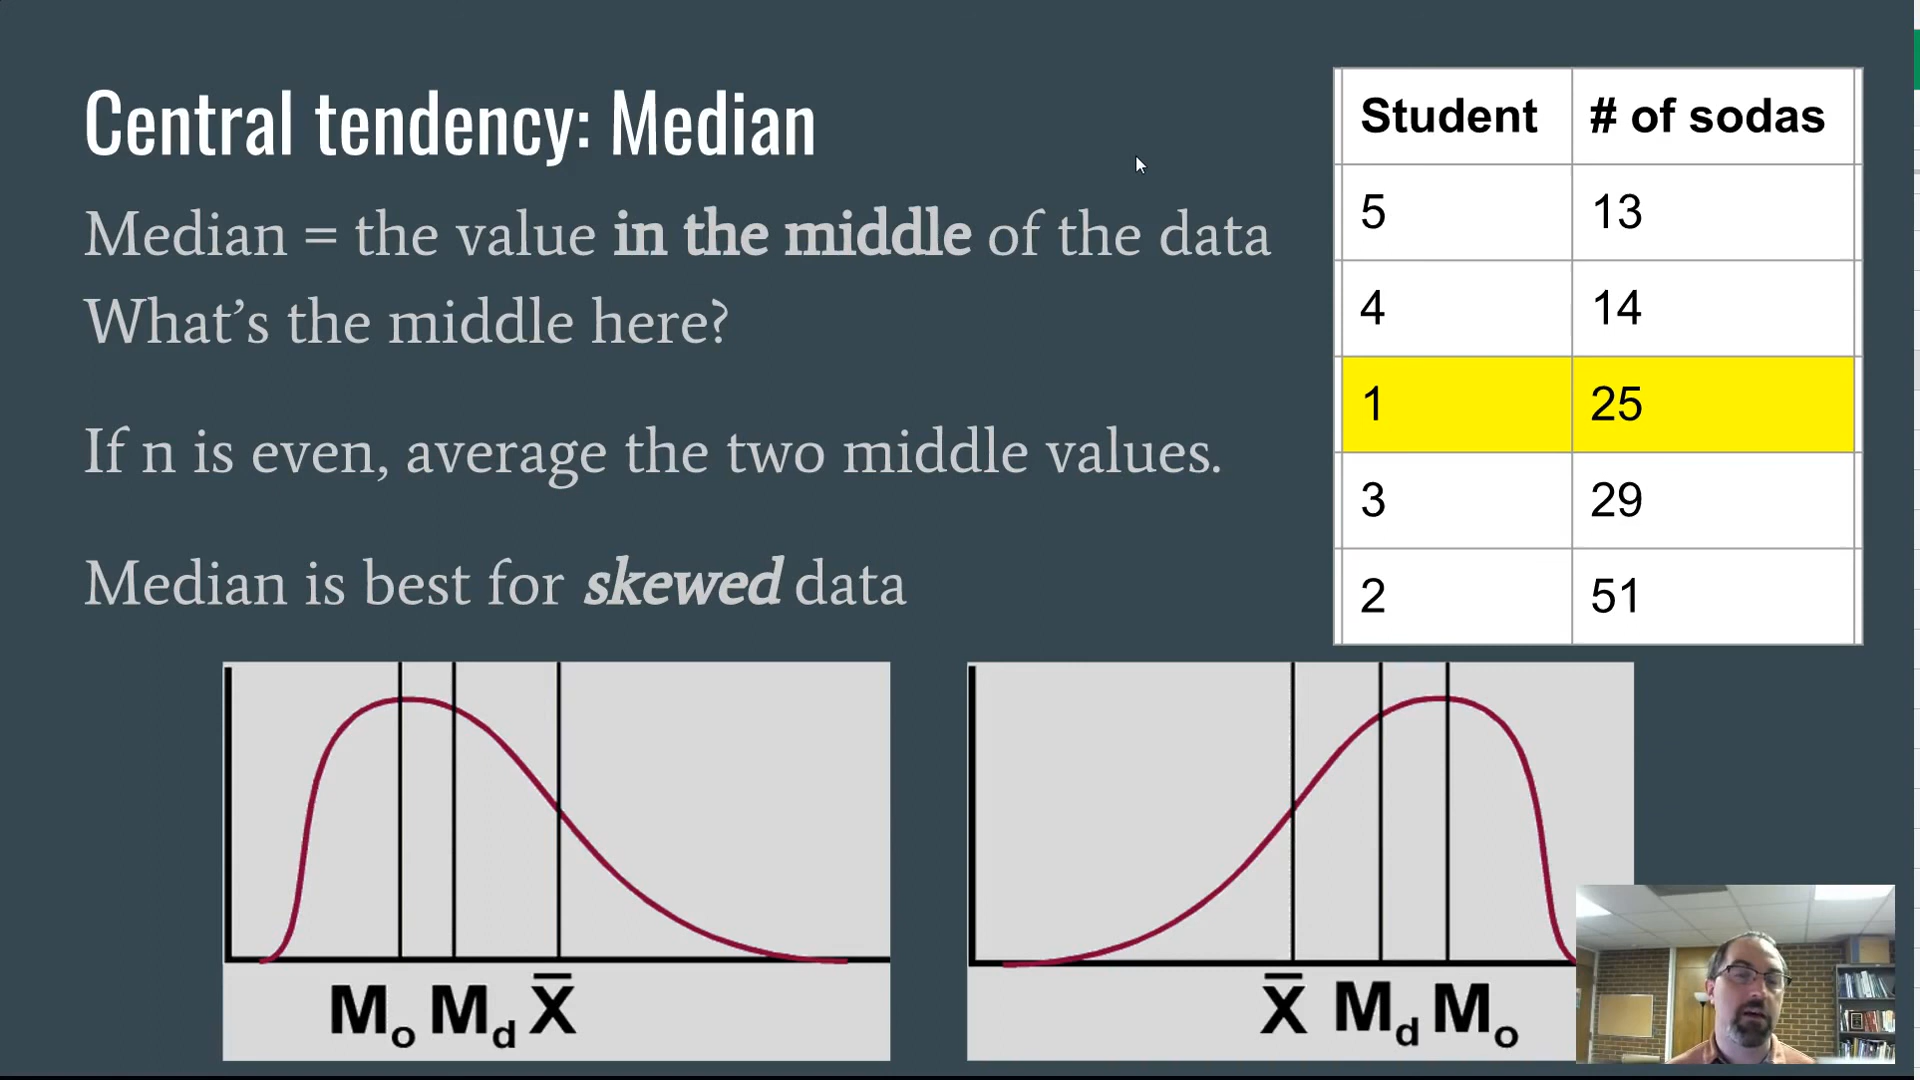 Central tendency: Median
Median = the value in the middle of the data
What’s the middle here?
If n is even, average the two middle values.
Median is best for skewed data
Student # of sodas
5 13
4 14
1 25
3 29
2 51
Mo Md X̅
X̅ Md Mo